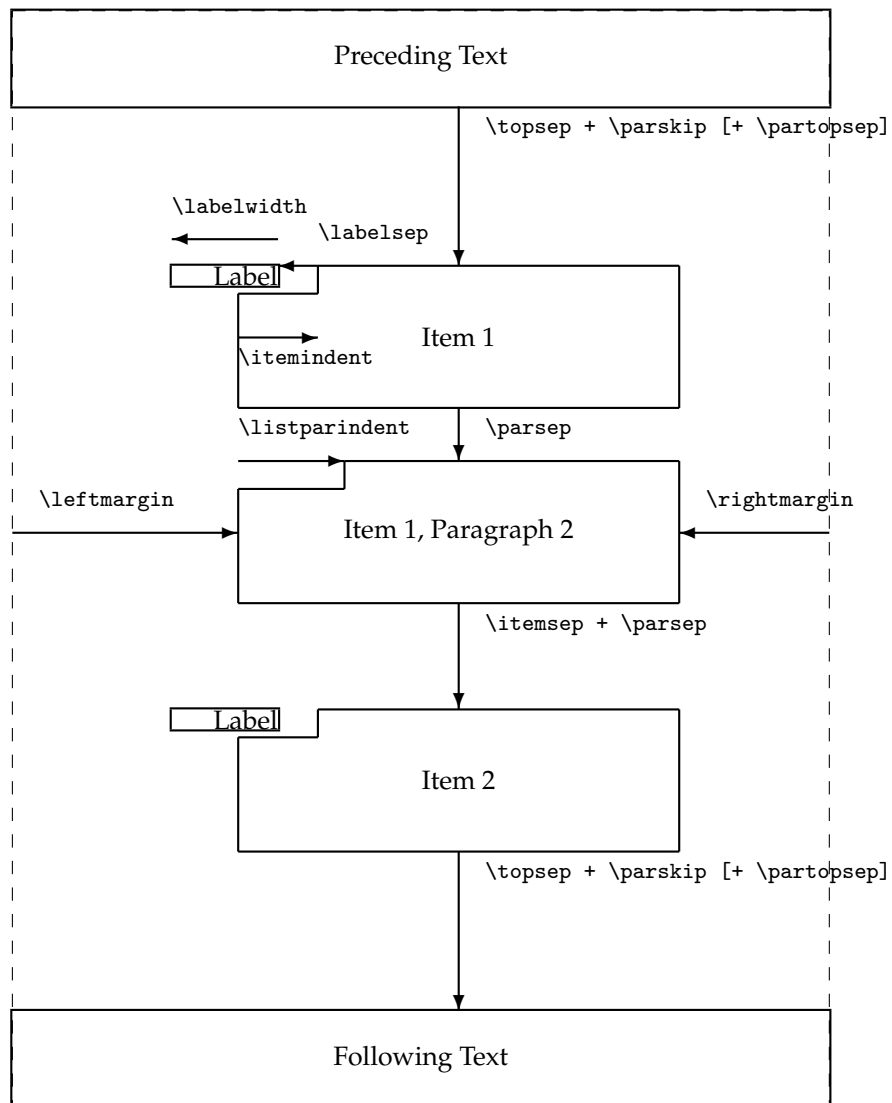 Preceding Text
\topsep + \parskip [+ \partopsep]
\labelwidth
\labelsep
Label
Item 1
\itemindent
\listparindent
\parsep
\leftmargin
\rightmargin
Item 1, Paragraph 2
\itemsep + \parsep
Label
Item 2
\topsep + \parskip [+ \partopsep]
Following Text